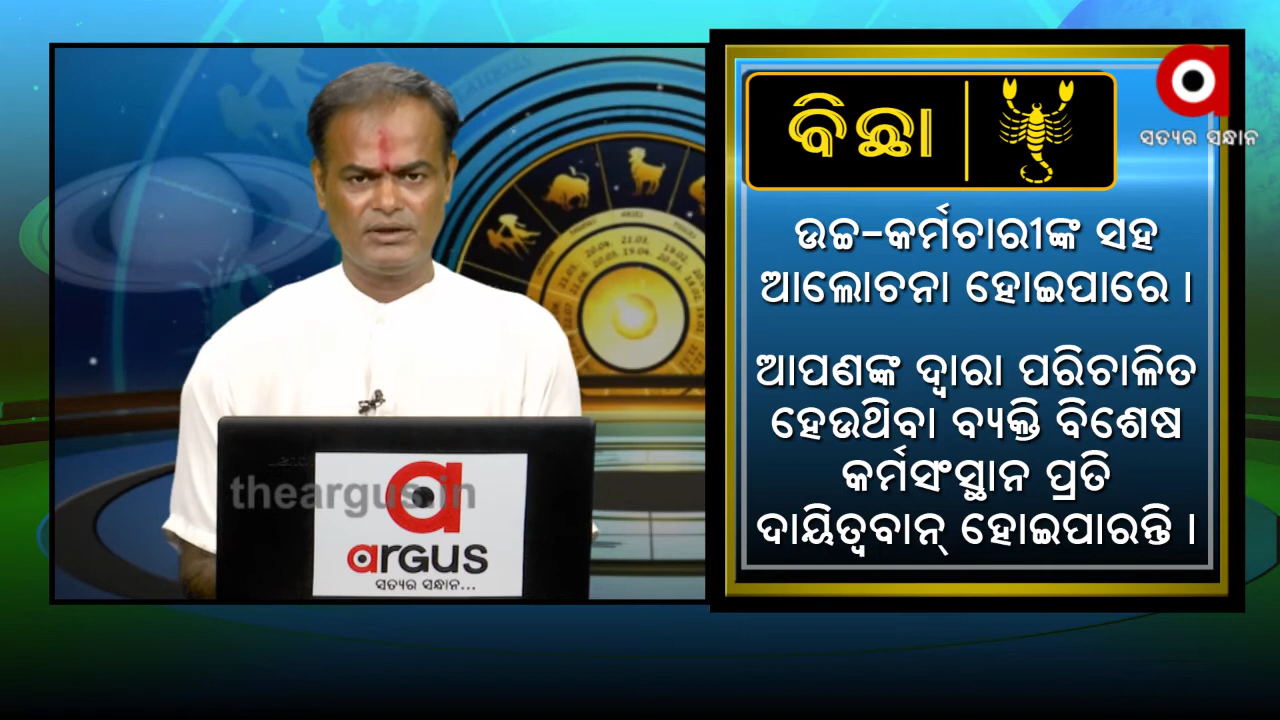 ବିଛା
ସତ୍ୟର ସନ୍ଧାନ
ଉଚ୍ଚ-କର୍ମଚାରୀଙ୍କ ସହ
ଆଲୋଚନା ହୋଇପାରେ ।
ଆପଣଙ୍କ ଦ୍ୱାରା ପରିଚାଳିତ
ହେଉଥିବା ବ୍ୟକ୍ତି ବିଶେଷ
କର୍ମସଂସ୍ଥାନ ପ୍ରତି
ଦାୟିତ୍ୱବାନ୍ ହୋଇପାରନ୍ତି ।
theargus.in
argus
ସତ୍ୟର ସନ୍ଧାନ...